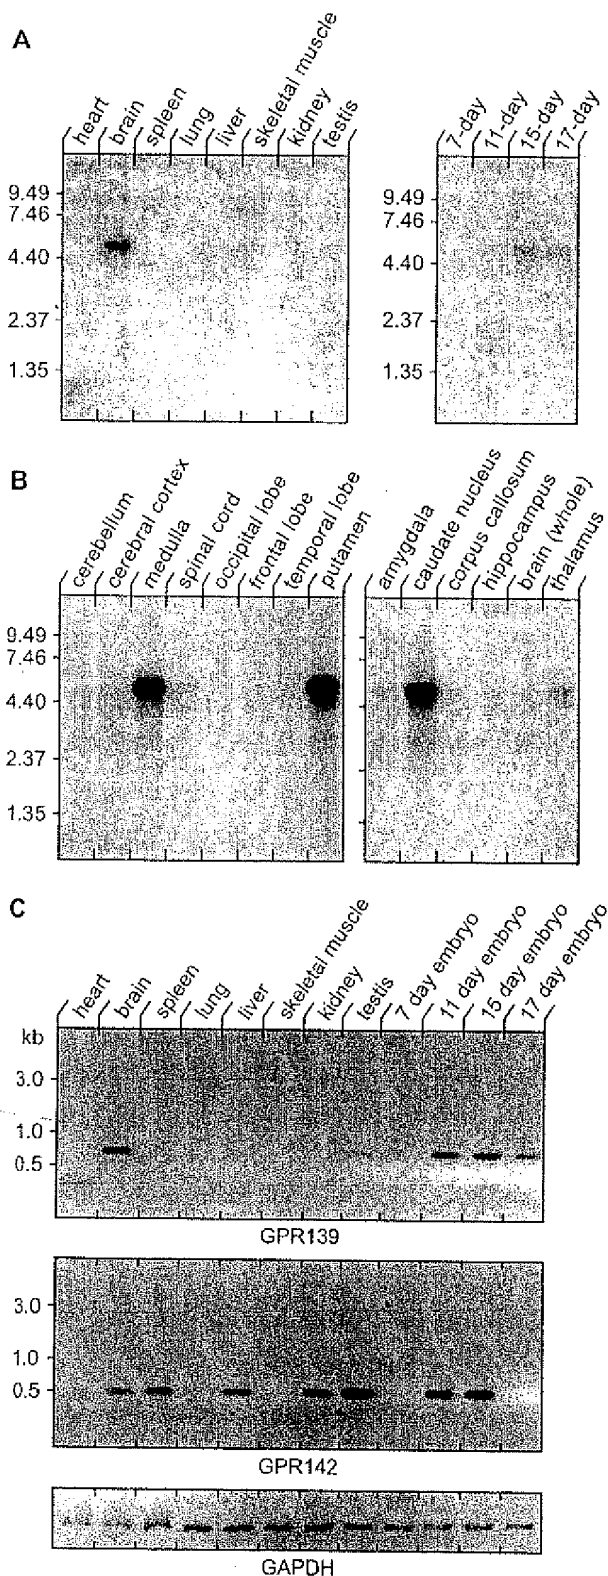 A
heart brain spleen lung liver skeletal muscle kidney testis
7-day 11-day 15-day 17-day
9.49
7.46
4.40
2.37
1.35
9.49
7.46
4.40
2.37
1.35
B
cerebellum cerebral cortex medulla spinal cord occipital lobe frontal lobe temporal lobe putamen
amygdala caudate nucleus corpus callosum hippocampus brain (whole) thalamus
9.49
7.46
4.40
2.37
1.35
C
heart brain spleen lung liver skeletal muscle kidney testis 7 day embryo 11 day embryo 15 day embryo 17 day embryo
kb
3.0
1.0
0.5
GPR139
3.0
1.0
0.5
GPR142
GAPDH